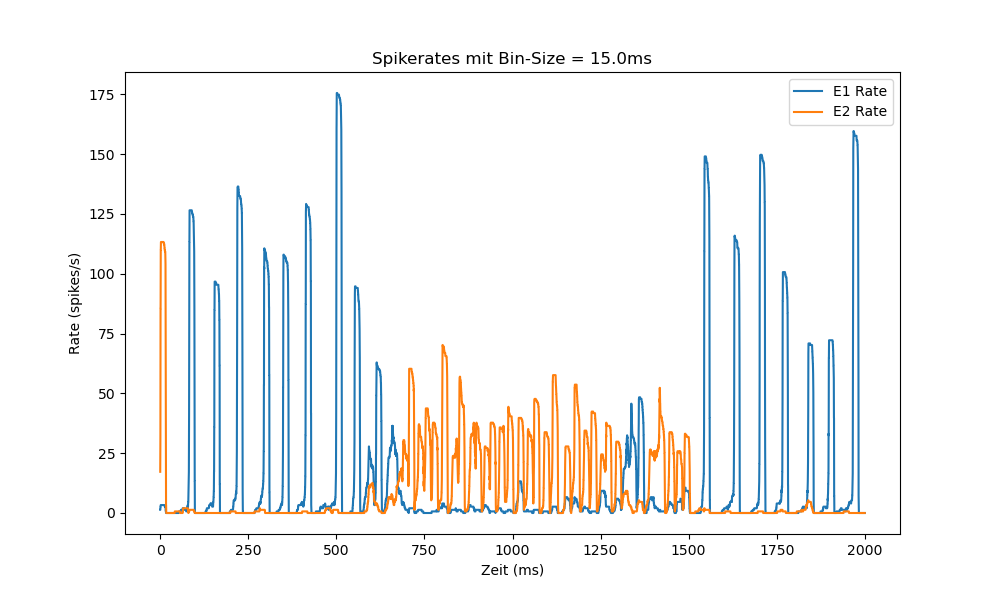 Spikerates mit Bin-Size = 15.0ms
E1 Rate
E2 Rate
Rate (spikes/s)
175
150
125
100
75
50
25
0
0 250 500 750 1000 1250 1500 1750 2000
Zeit (ms)